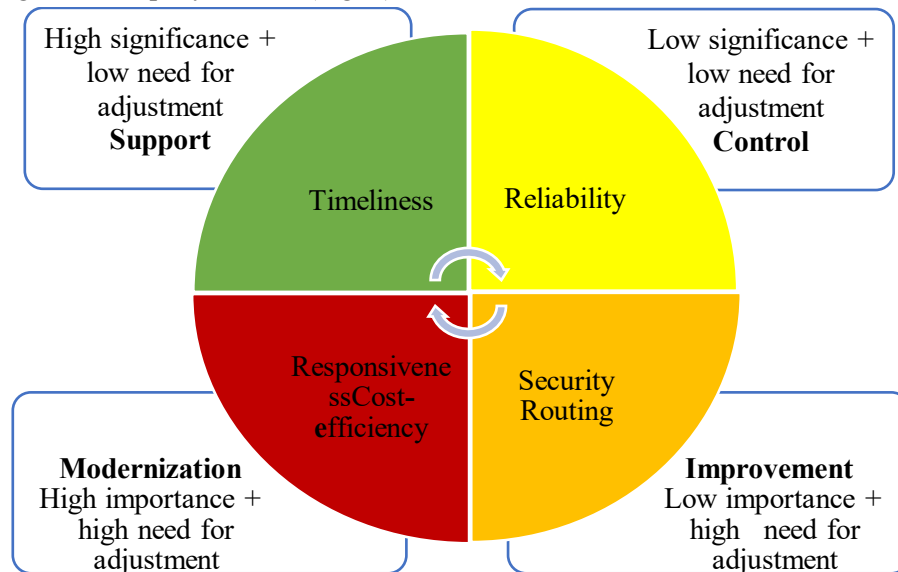 High significance +
low need for
adjustment
Support
Low significance +
low need for
adjustment
Control
Timeliness
Reliability
Responsivene
ssCost-
efficiency
Security
Routing
Modernization
High importance +
high need for
adjustment
Improvement
Low importance +
high need for
adjustment